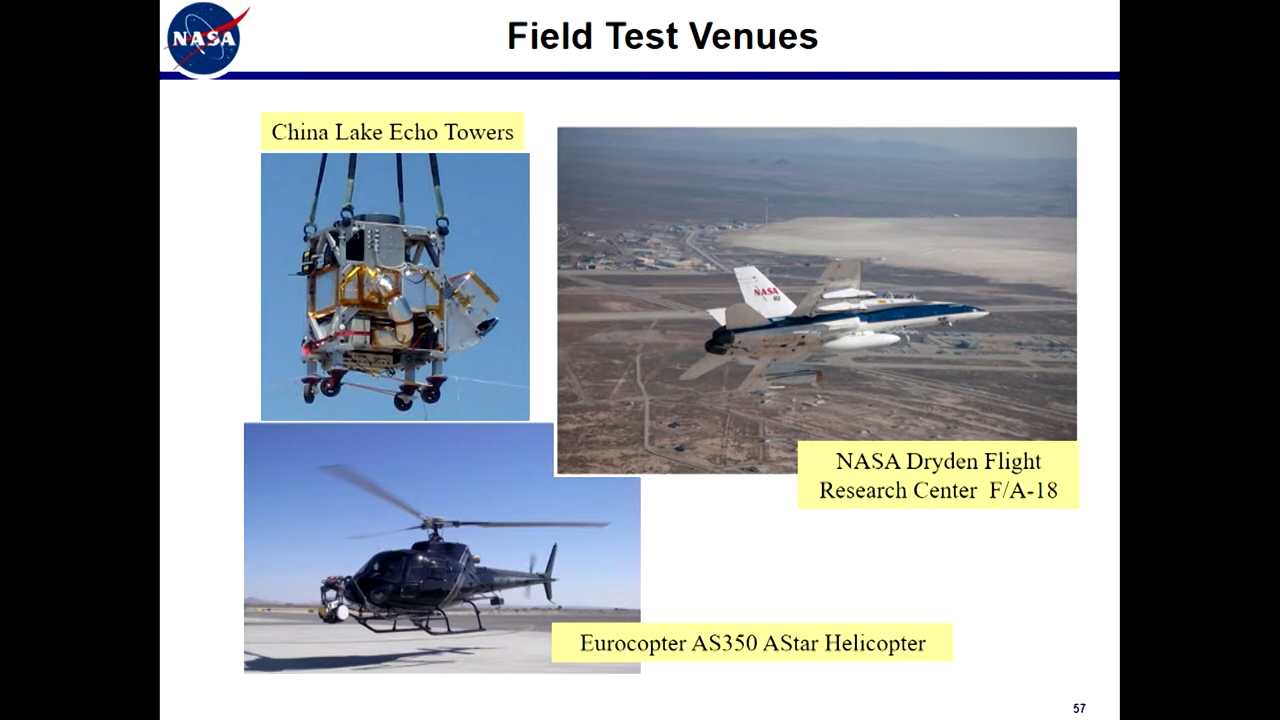 NASA
Field Test Venues
China Lake Echo Towers
NASA
NASA Dryden Flight
Research Center F/A-18
Eurocopter AS350 AStar Helicopter
57